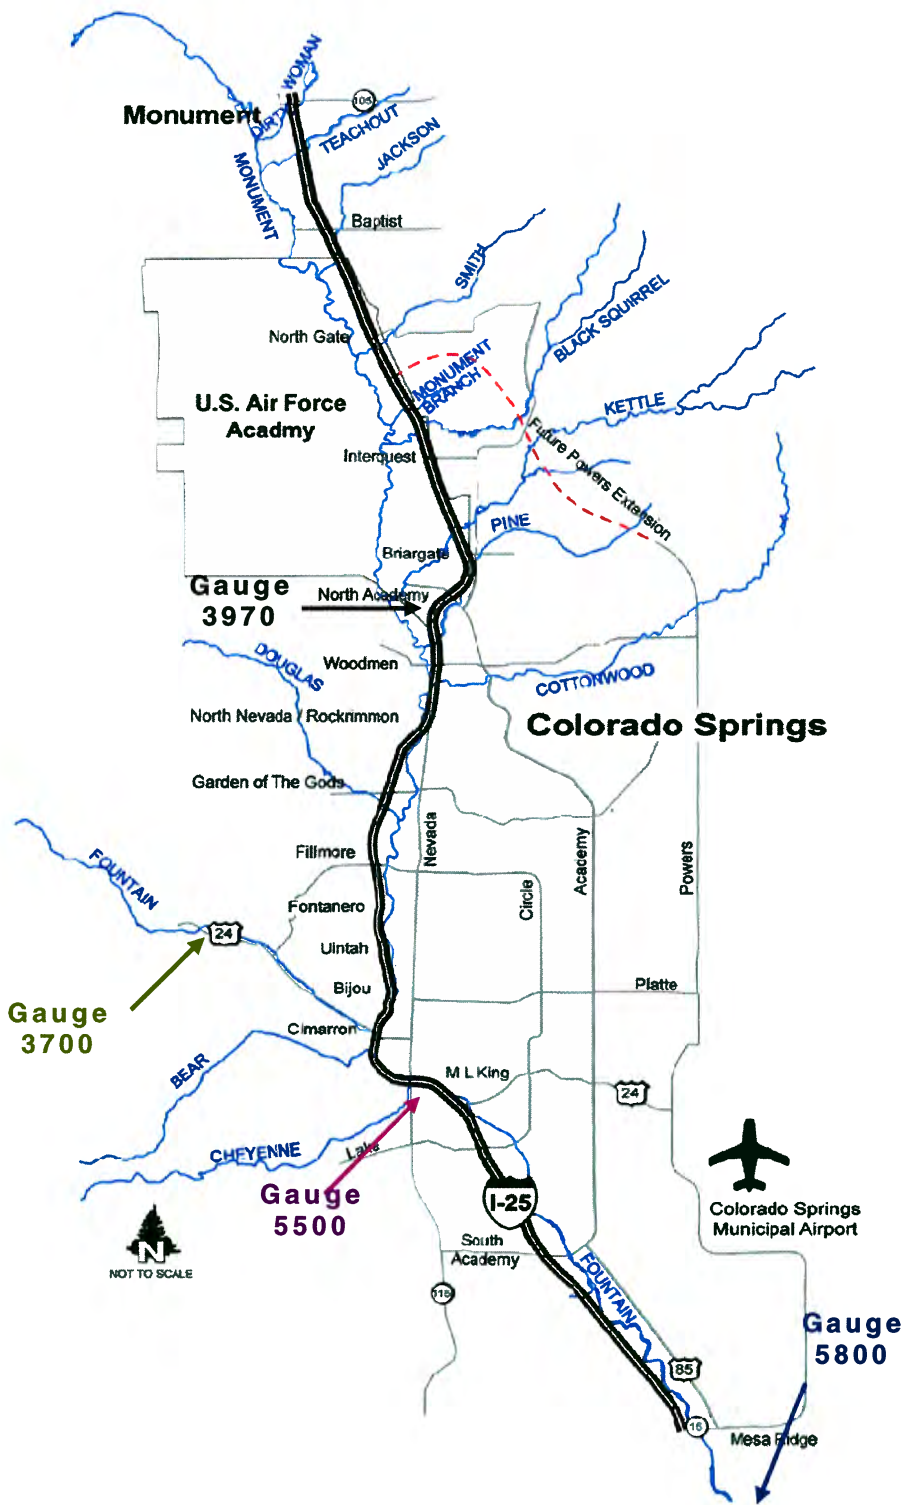 WOMAN
105
Monument
DIRTY
TEACHOUT
JACKSON
MONUMENT
Baptist
SMITH
BLACK SQUIRREL
North Gate
MONUMENT
BRANCH
U.S. Air Force
Acadmy
KETTLE
Future Powers Extension
Interquest
PINE
Briargate
Gauge
3970
North Academy
DOUGLAS
Woodmen
COTTONWOOD
North Nevada / Rockrimmon
Colorado Springs
Garden of The Gods
Nevada
Academy
Powers
Fillmore
FOUNTAIN
Circle
Fontanero
24
Uintah
Bijou
Platte
Gauge
3700
Cimarron
BEAR
M L King
24
CHEYENNE
Lake
Gauge
5500
I-25
Colorado Springs
Municipal Airport
N
NOT TO SCALE
South
Academy
FOUNTAIN
115
Gauge
5800
85
16
Mesa Ridge